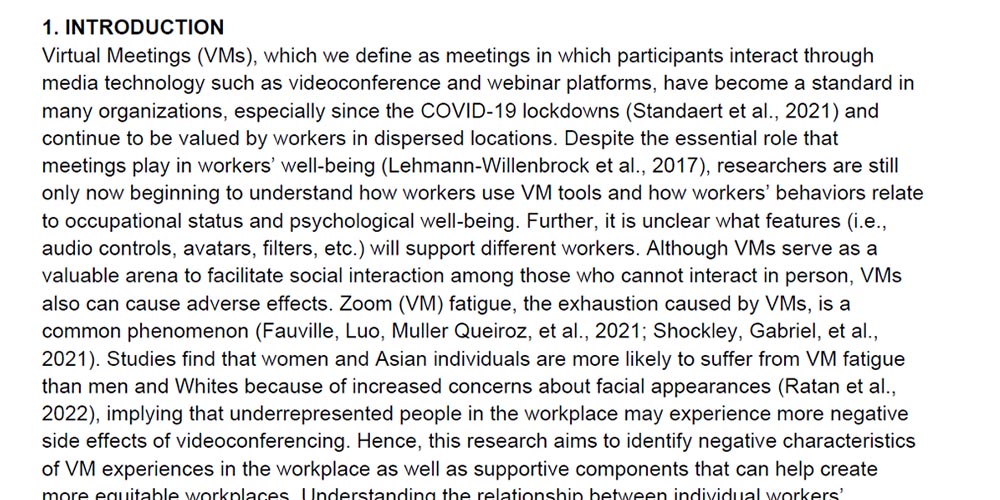 1. INTRODUCTION
Virtual Meetings (VMs), which we define as meetings in which participants interact through
media technology such as videoconference and webinar platforms, have become a standard in
many organizations, especially since the COVID-19 lockdowns (Standaert et al., 2021) and
continue to be valued by workers in dispersed locations. Despite the essential role that
meetings play in workers’ well-being (Lehmann-Willenbrock et al., 2017), researchers are still
only now beginning to understand how workers use VM tools and how workers’ behaviors relate
to occupational status and psychological well-being. Further, it is unclear what features (i.e.,
audio controls, avatars, filters, etc.) will support different workers. Although VMs serve as a
valuable arena to facilitate social interaction among those who cannot interact in person, VMs
also can cause adverse effects. Zoom (VM) fatigue, the exhaustion caused by VMs, is a
common phenomenon (Fauville, Luo, Muller Queiroz, et al., 2021; Shockley, Gabriel, et al.,
2021). Studies find that women and Asian individuals are more likely to suffer from VM fatigue
than men and Whites because of increased concerns about facial appearances (Ratan et al.,
2022), implying that underrepresented people in the workplace may experience more negative
side effects of videoconferencing. Hence, this research aims to identify negative characteristics
of VM experiences in the workplace as well as supportive components that can help create
more equitable workplaces. Understanding the relationship between individual workers’